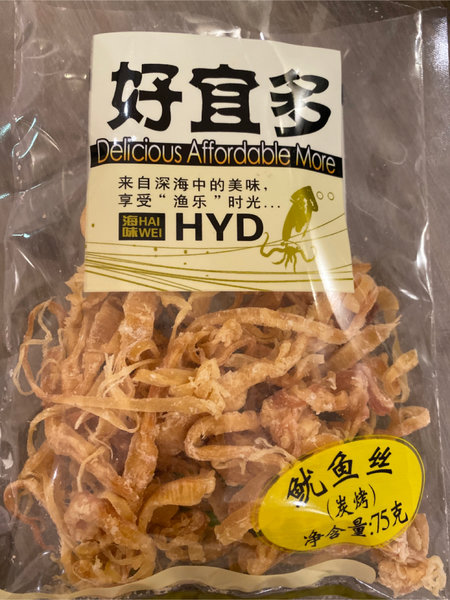 好宜多
Delicious Affordable More
来自深海中的美味，
享受“渔乐”时光...
海味 HAI WEI HYD
鱿鱼丝
(炭烤)
净含量:75克